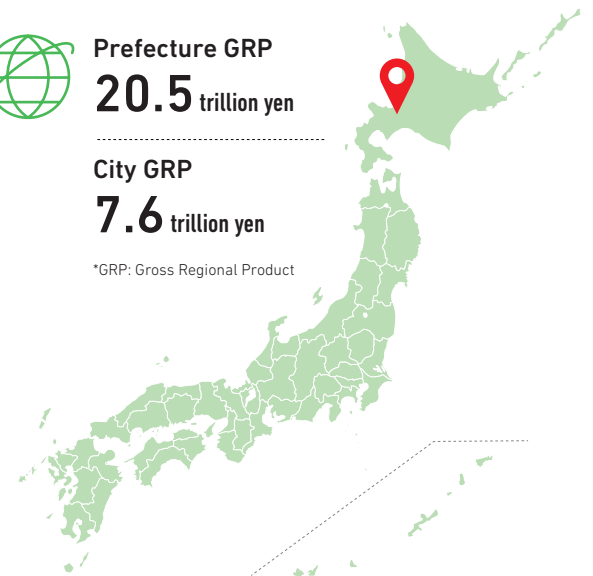 Prefecture GRP
20.5 trillion yen
City GRP
7.6 trillion yen
*GRP: Gross Regional Product